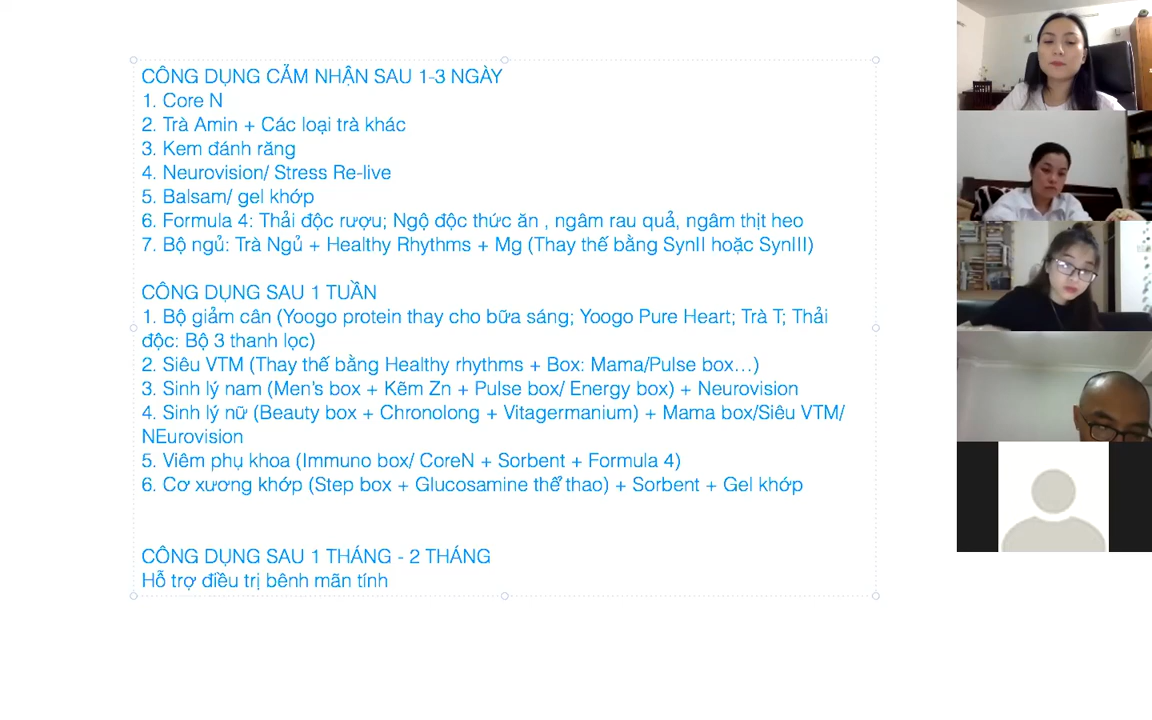 CÔNG DỤNG CẢM NHẬN SAU 1-3 NGÀY
1. Core N
2. Trà Amin + Các loại trà khác
3. Kem đánh răng
4. Neurovision/ Stress Re-live
5. Balsam/ gel khớp
6. Formula 4: Thải độc rượu; Ngộ độc thức ăn , ngâm rau quả, ngâm thịt heo
7. Bộ ngủ: Trà Ngủ + Healthy Rhythms + Mg (Thay thế bằng SynII hoặc SynIII)
CÔNG DỤNG SAU 1 TUẦN
1. Bộ giảm cân (Yoogo protein thay cho bữa sáng; Yoogo Pure Heart; Trà T; Thải
độc: Bộ 3 thanh lọc)
2. Siêu VTM (Thay thế bằng Healthy rhythms + Box: Mama/Pulse box...)
3. Sinh lý nam (Men's box + Kẽm Zn + Pulse box/ Energy box) + Neurovision
4. Sinh lý nữ (Beauty box + Chronolong + Vitagermanium) + Mama box/Siêu VTM/
NEurovision
5. Viêm phụ khoa (Immuno box/ CoreN + Sorbent + Formula 4)
6. Cơ xương khớp (Step box + Glucosamine thể thao) + Sorbent + Gel khớp
CÔNG DỤNG SAU 1 THÁNG - 2 THÁNG
Hỗ trợ điều trị bênh mãn tính